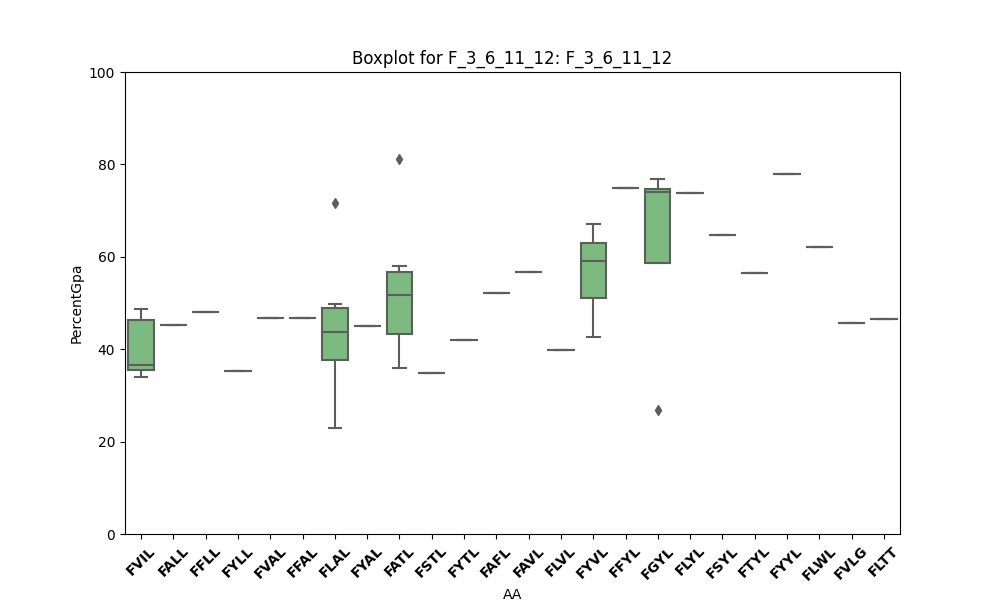 Boxplot for F_3_6_11_12: F_3_6_11_12
100
80
60
40
20
0
PercentGpa
FVIL FALL FFLL FYLL FVAL FFAL FLAL FYAL FATL FSTL FYTL FAFL FAVL FLVL FYVL FFYL FGYL FLYL FSYL FTYL FYYL FLWL FVLG FLTT
AA